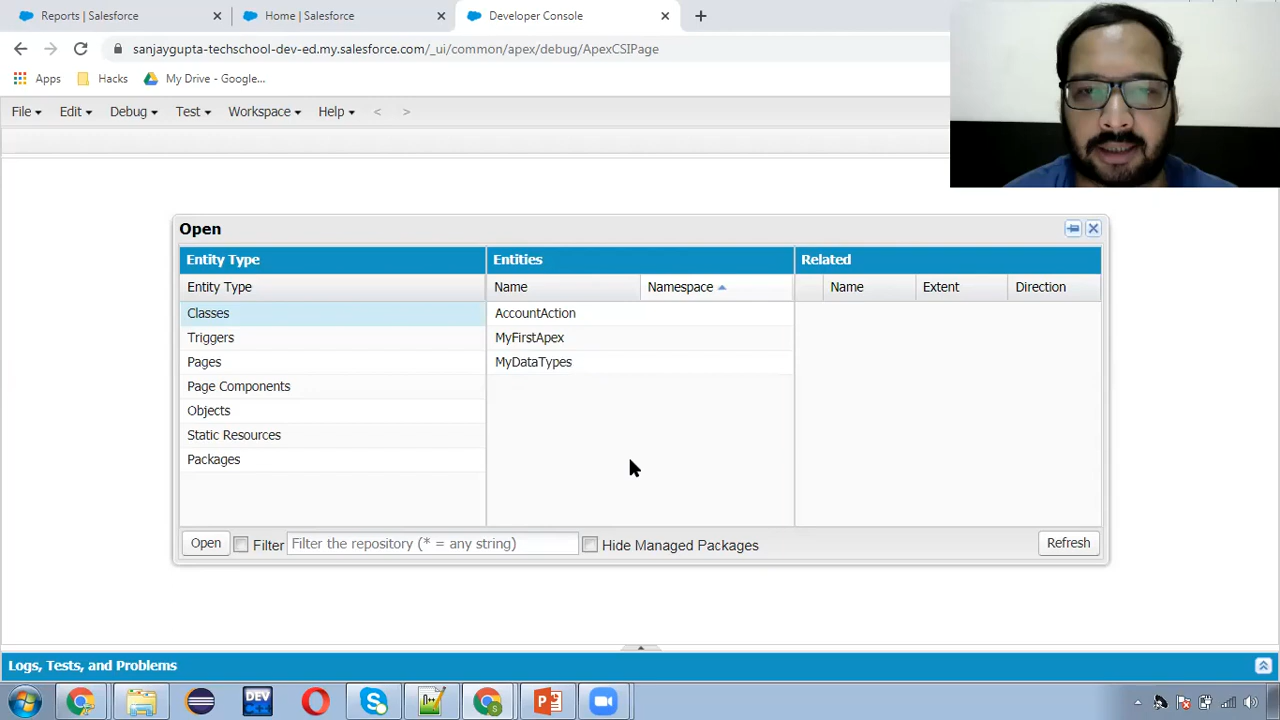 Reports | Salesforce
Home | Salesforce
Developer Console
sanjaygupta-techschool-dev-ed.my.salesforce.com/_ui/common/apex/debug/ApexCSIPage
Apps
Hacks
My Drive - Google...
File
Edit
Debug
Test
Workspace
Help
<
>
Open
Entity Type
Entities
Related
Entity Type
Name
Namespace
Name
Extent
Direction
Classes
AccountAction
Triggers
MyFirstApex
Pages
MyDataTypes
Page Components
Objects
Static Resources
Packages
Open
Filter
Filter the repository (* = any string)
Hide Managed Packages
Refresh
Logs, Tests, and Problems
DEV